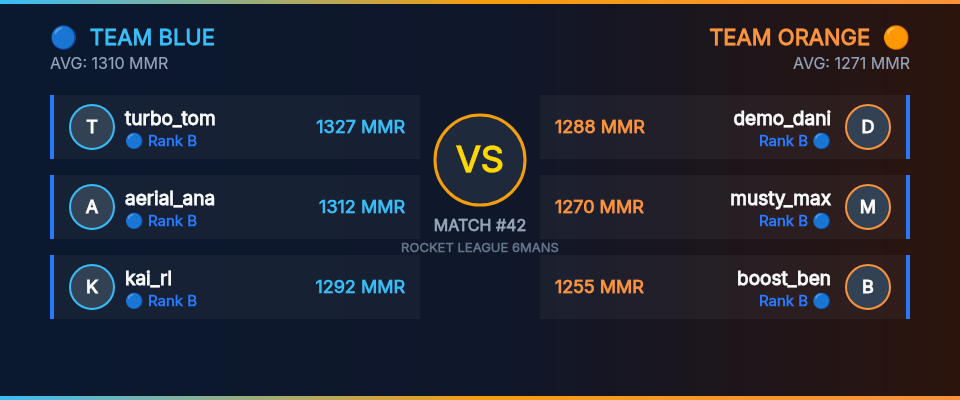 TEAM BLUE
AVG: 1310 MMR
T
turbo_tom
Rank B
1327 MMR
A
aerial_ana
Rank B
1312 MMR
K
kai_rl
Rank B
1292 MMR
VS
MATCH #42
ROCKET LEAGUE 6MANS
TEAM ORANGE
AVG: 1271 MMR
1288 MMR
demo_dani
Rank B
D
1270 MMR
musty_max
Rank B
M
1255 MMR
boost_ben
Rank B
B